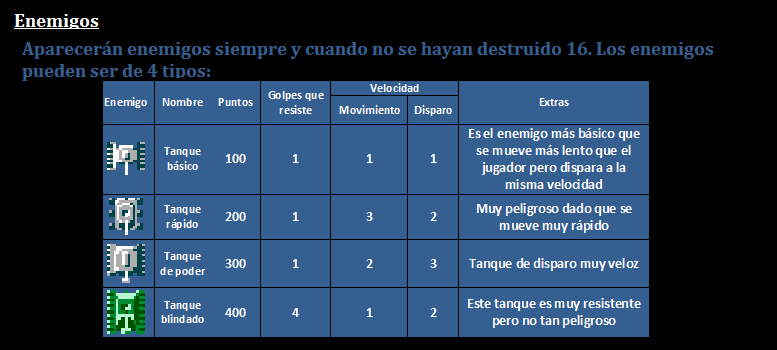 Enemigos
Aparecerán enemigos siempre y cuando no se hayan destruido 16. Los enemigos
pueden ser de 4 tipos:
Enemigo Nombre Puntos Golpes que resiste Velocidad Movimiento Disparo Extras
Tanque básico 100 1 1 1 Es el enemigo más básico que se mueve más lento que el jugador pero dispara a la misma velocidad
Tanque rápido 200 1 3 2 Muy peligroso dado que se mueve muy rápido
Tanque de poder 300 1 2 3 Tanque de disparo muy veloz
Tanque blindado 400 4 1 2 Este tanque es muy resistente pero no tan peligroso